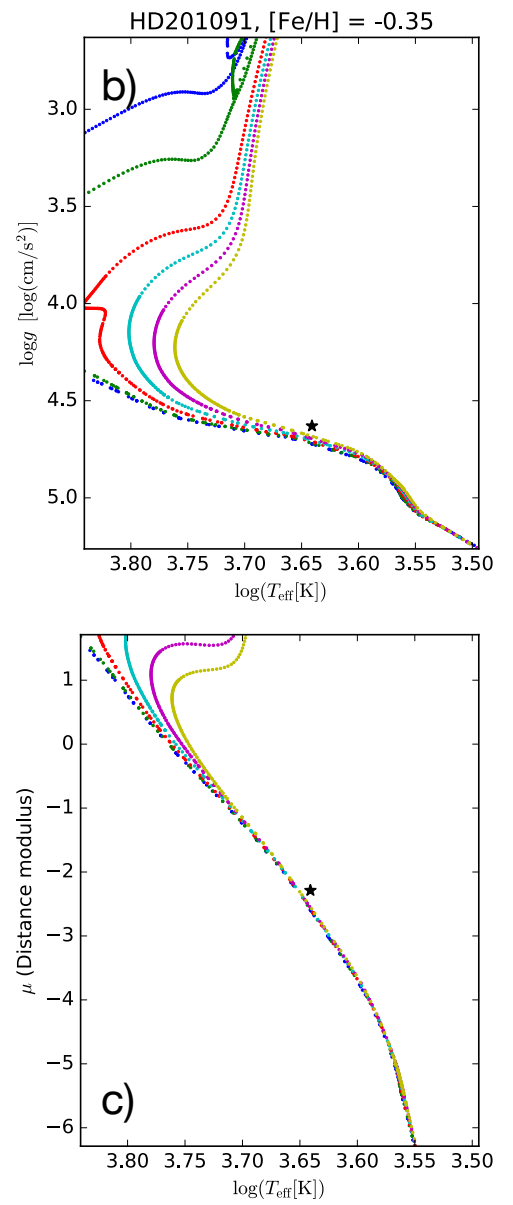 HD201091, [Fe/H] = -0.35
b)
3.0
3.5
4.0
4.5
5.0
log g [log(cm/s²)]
3.80 3.75 3.70 3.65 3.60 3.55 3.50
log(T_eff[K])
1
0
−1
−2
−3
−4
−5
−6
μ (Distance modulus)
c)
3.80 3.75 3.70 3.65 3.60 3.55 3.50
log(T_eff[K])